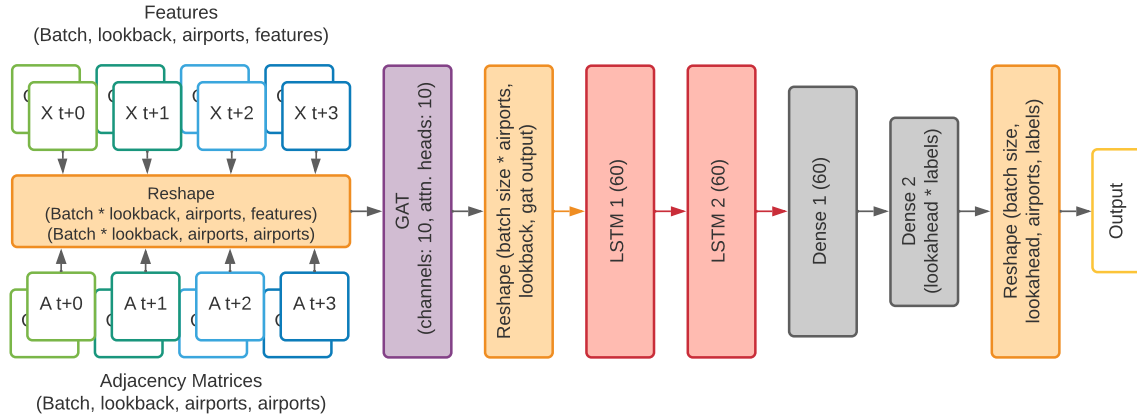 Features
(Batch, lookback, airports, features)
X t+0
X t+1
X t+2
X t+3
Reshape
(Batch * lookback, airports, features)
(Batch * lookback, airports, airports)
A t+0
A t+1
A t+2
A t+3
Adjacency Matrices
(Batch, lookback, airports, airports)
GAT
(channels: 10, attn. heads: 10)
Reshape (batch size * airports,
lookback, gat output)
LSTM 1 (60)
LSTM 2 (60)
Dense 1 (60)
Dense 2
(lookahead * labels)
Reshape (batch size,
lokahead, airports, labels)
Output